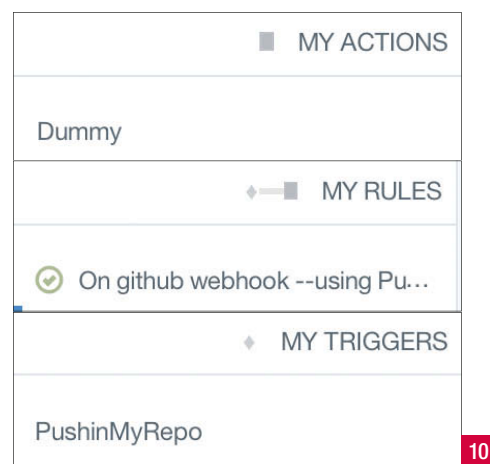 MY ACTIONS
Dummy
MY RULES
On github webhook --using Pu...
MY TRIGGERS
PushinMyRepo
10